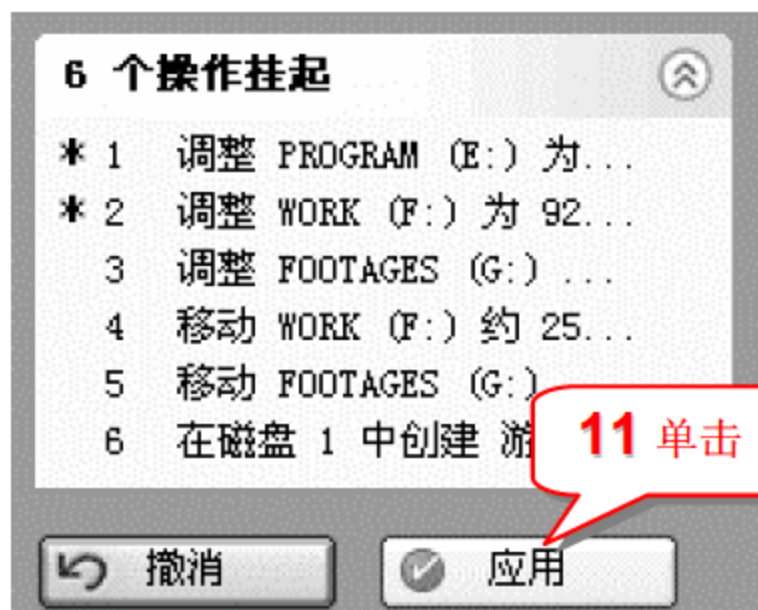 6 个操作挂起
* 1 调整 PROGRAM (E:) 为...
* 2 调整 WORK (F:) 为 92...
3 调整 FOOTAGES (G:) ...
4 移动 WORK (F:) 约 25...
5 移动 FOOTAGES (G:)
6 在磁盘 1 中创建 游
11 单击
撤消
应用